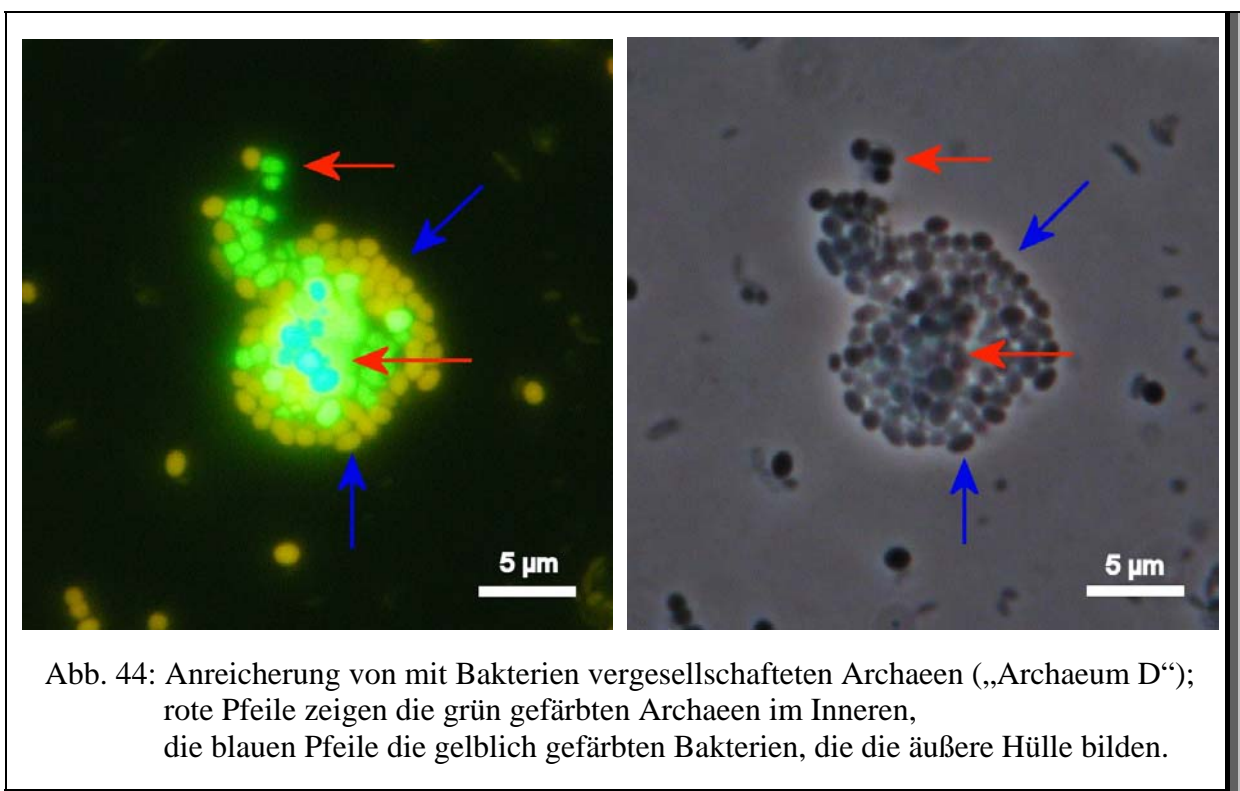 5 µm
5 µm
Abb. 44: Anreicherung von mit Bakterien vergesellschafteten Archaeen („Archaeum D“);
rote Pfeile zeigen die grün gefärbten Archaeen im Inneren,
die blauen Pfeile die gelblich gefärbten Bakterien, die die äußere Hülle bilden.